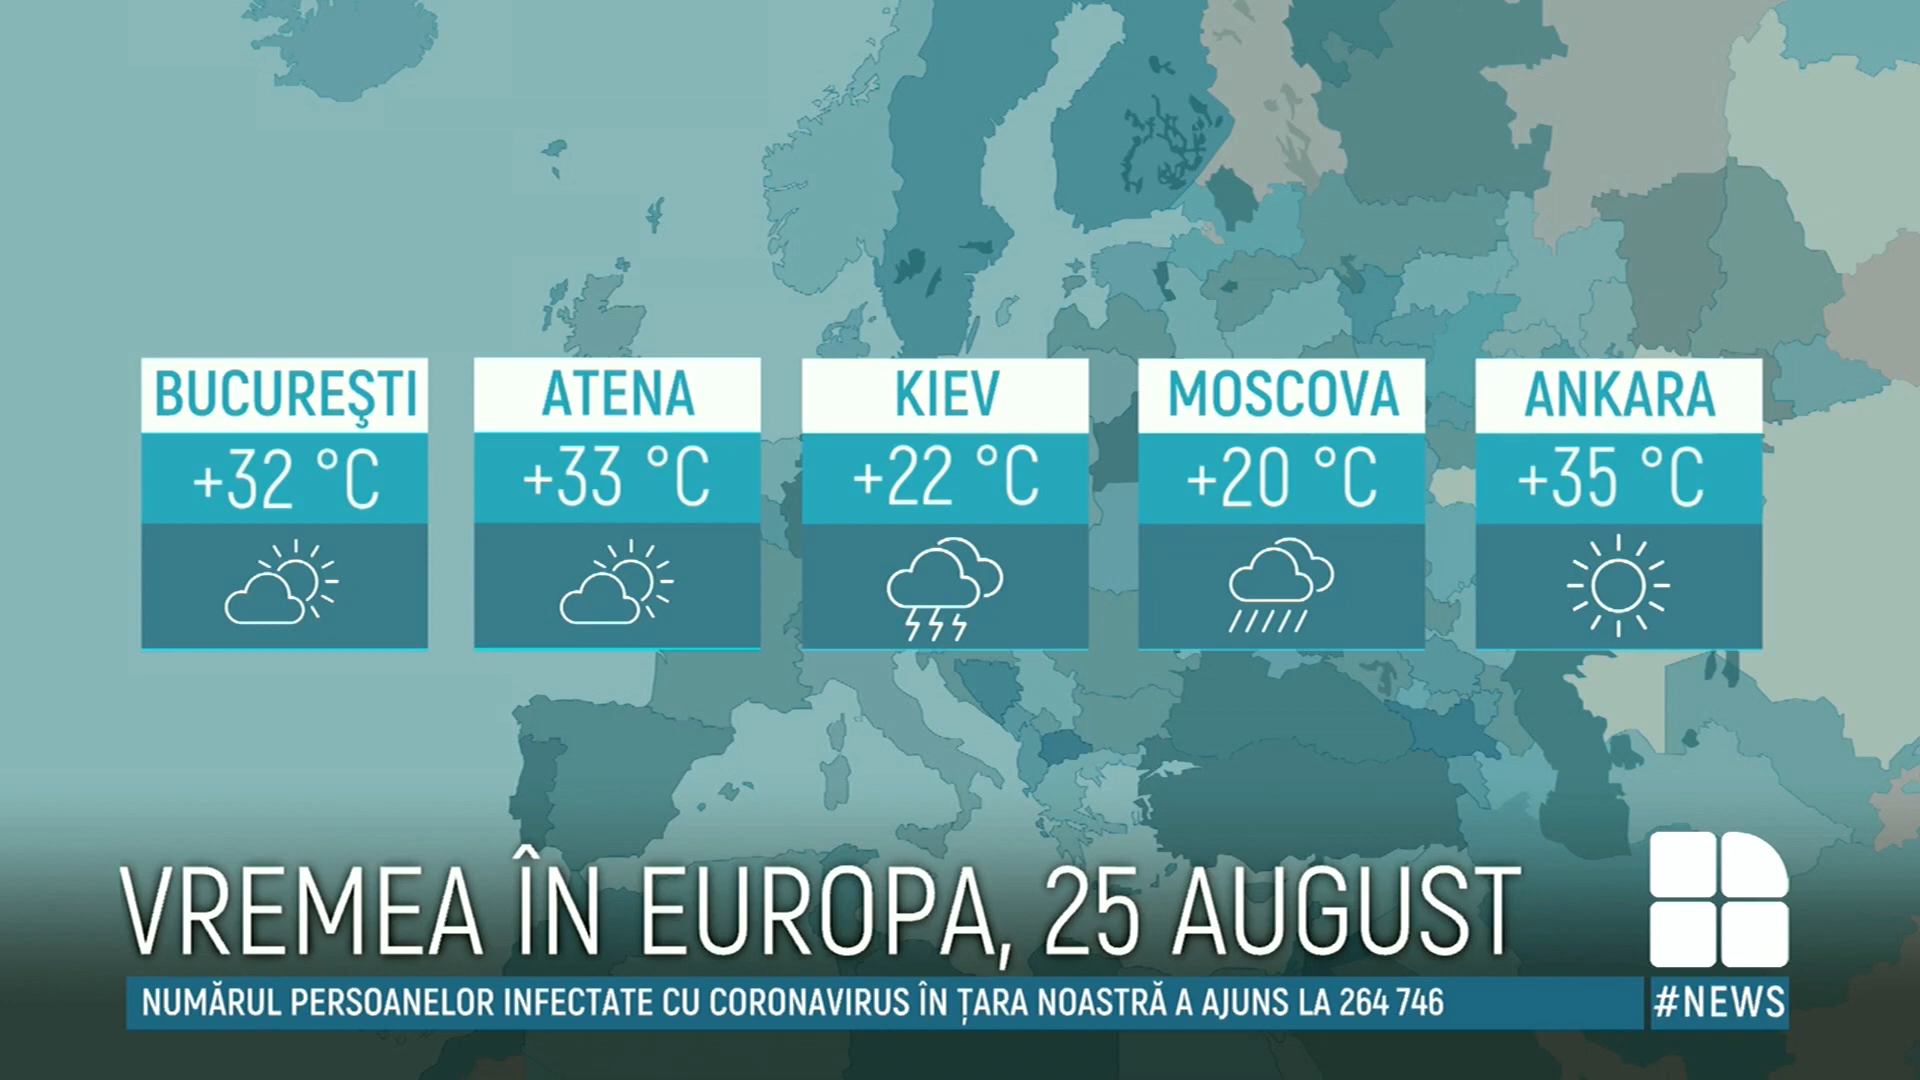 BUCUREŞTI
+32 °C
ATENA
+33 °C
KIEV
+22 °C
MOSCOVA
+20 °C
ANKARA
+35 °C
VREMEA ÎN EUROPA, 25 AUGUST
NUMĂRUL PERSOANELOR INFECTATE CU CORONAVIRUS ÎN ȚARA NOASTRĂ A AJUNS LA 264 746
#NEWS